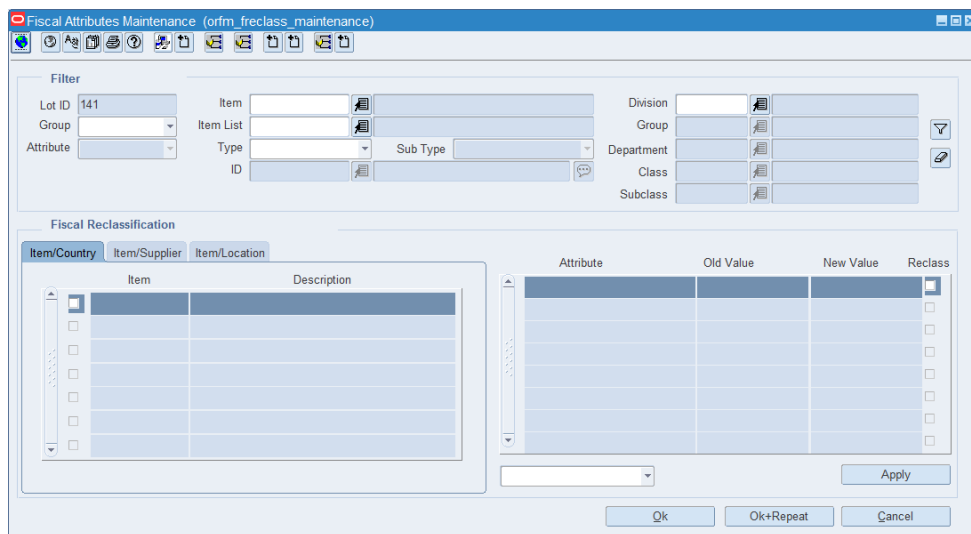 Fiscal Attributes Maintenance (orfm_freclass_maintenance)
Filter
Lot ID 141 Item Division
Group Item List Group
Attribute Type Sub Type Department
ID Class
Subclass
Fiscal Reclassification
Item/Country Item/Supplier Item/Location
Attribute Old Value New Value Reclass
Item Description
Apply
Ok Ok+Repeat Cancel